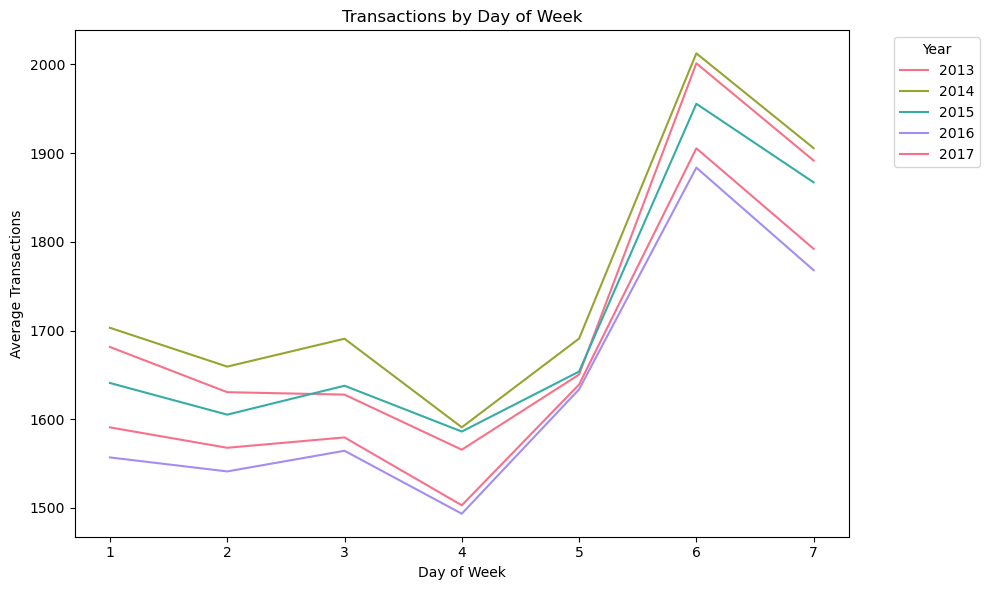 Transactions by Day of Week
Year
2013
2014
2015
2016
2017
Average Transactions
2000
1900
1800
1700
1600
1500
1 2 3 4 5 6 7
Day of Week